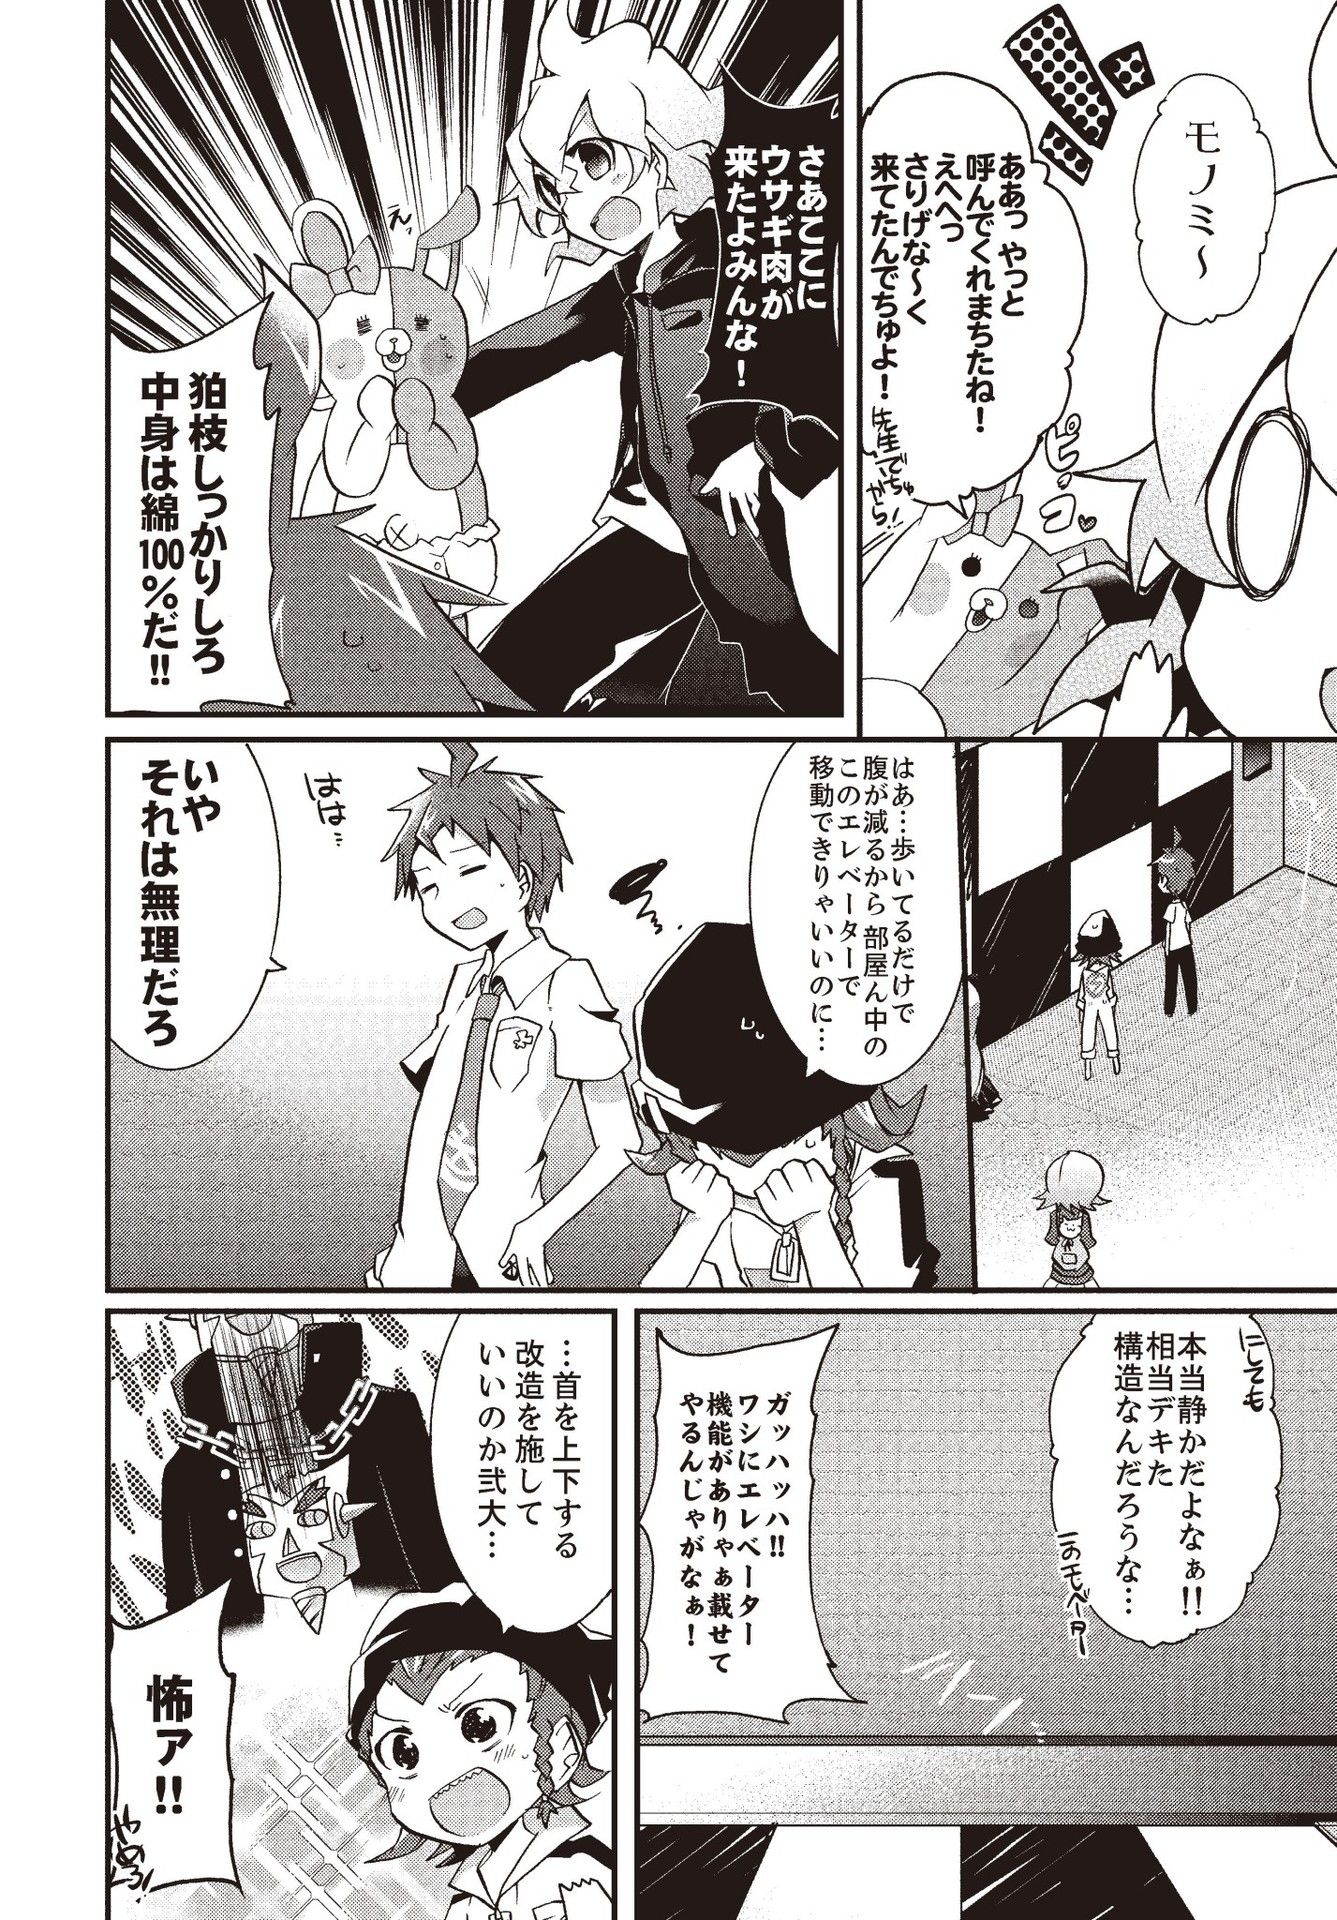 モノミ〜
ああっ やっと
呼んでくれまちたね！
えへへっ
さりげな〜く
来てたんでちゅよ！
先生でちゅ
から！
ピコッ
さあここに
ウサギ肉が
来たよみんな！
え、
狛枝しっかりしろ
中身は綿100%だ!!
はあ…歩いてるだけで
腹が減るから 部屋ん中の
このエレベーターで
移動できりゃいいのに…
はは…
いや
それは無理だろ
にしても
本当静かだよなぁ!!
相当デキた
構造なんだろうな…
このエレベーター
ガッハッハッ!!
ワシにエレベーター
機能がありゃぁ載せて
やるんじゃがなぁ！
…首を上下する
改造を施して
いいのか弐大…
怖ァ!!
やめろ!